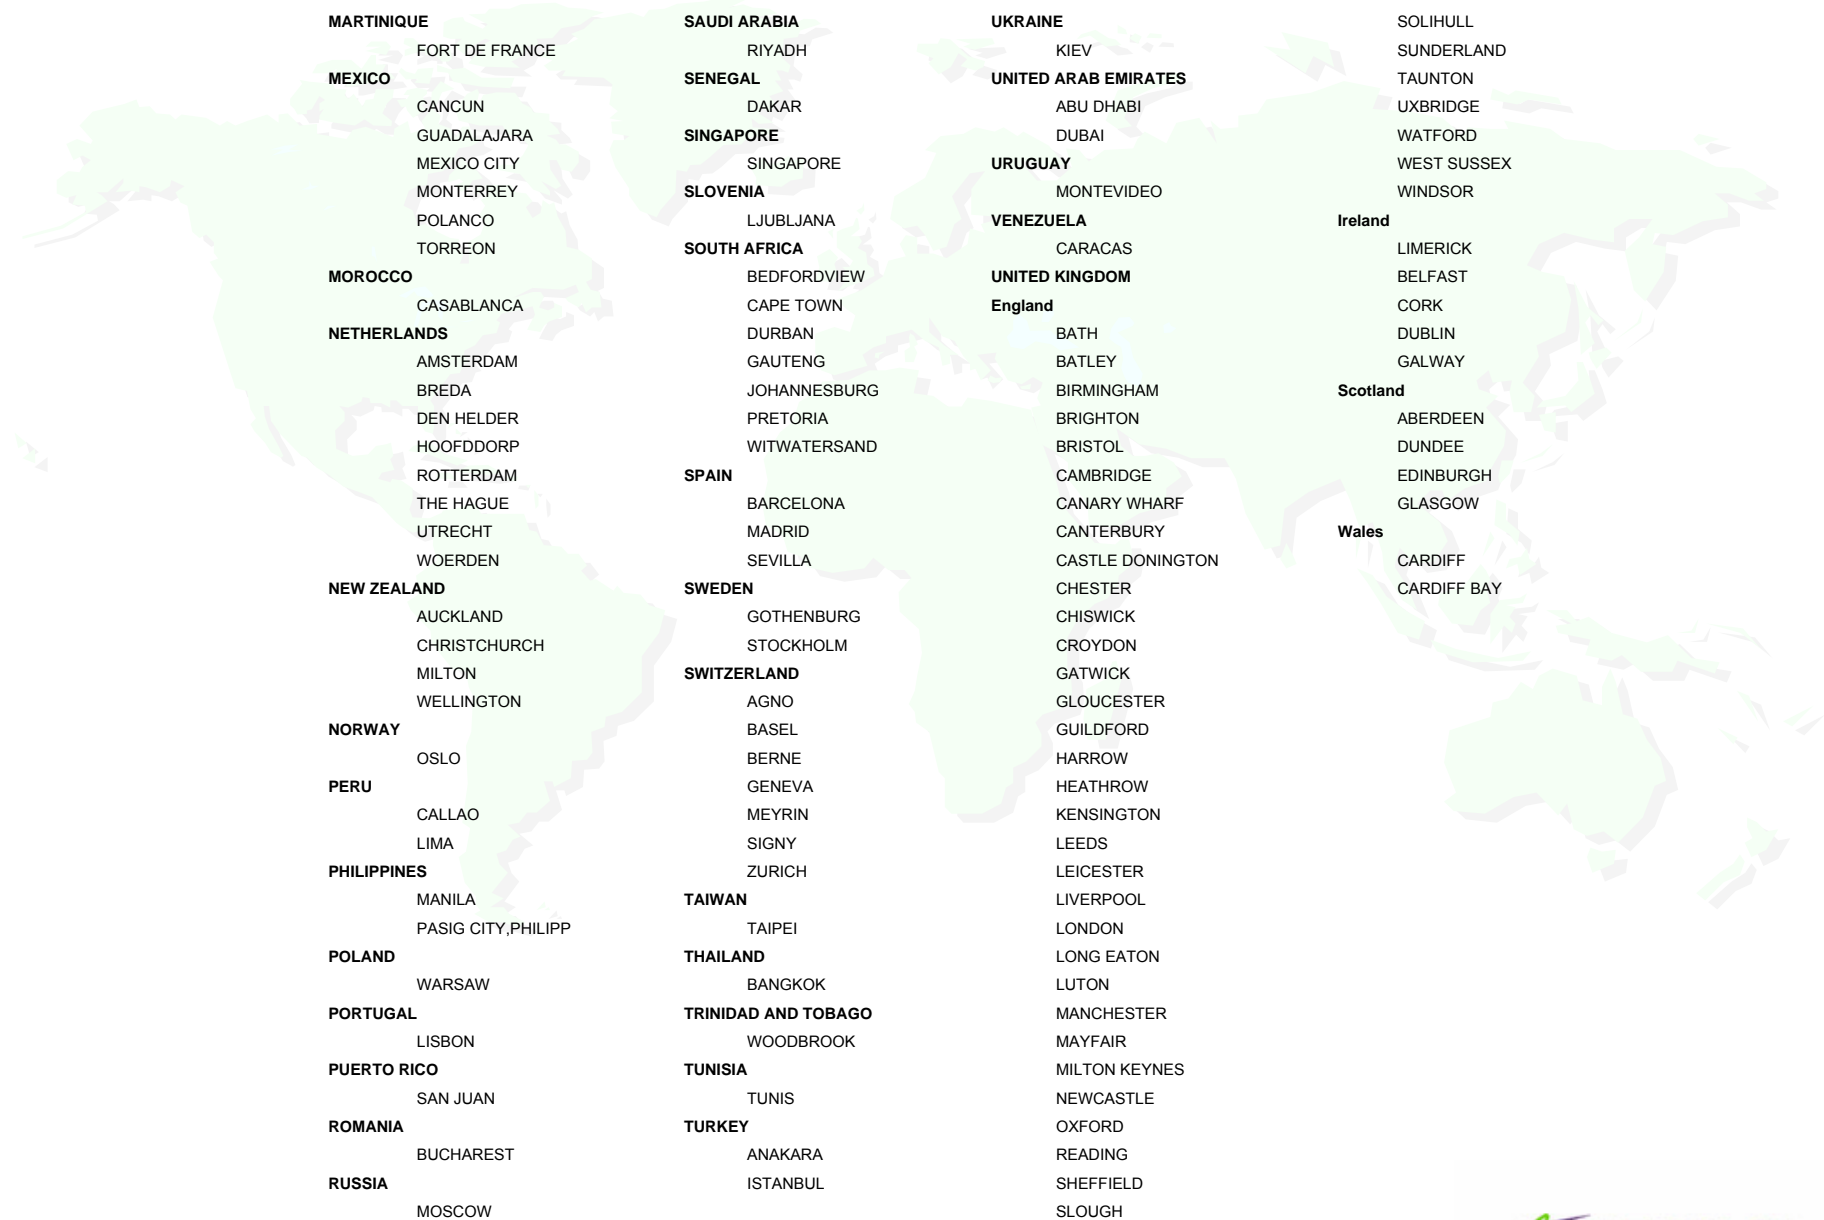 MARTINIQUE
FORT DE FRANCE
MEXICO
CANCUN
GUADALAJARA
MEXICO CITY
MONTERREY
POLANCO
TORREON
MOROCCO
CASABLANCA
NETHERLANDS
AMSTERDAM
BREDA
DEN HELDER
HOOFDDORP
ROTTERDAM
THE HAGUE
UTRECHT
WOERDEN
NEW ZEALAND
AUCKLAND
CHRISTCHURCH
MILTON
WELLINGTON
NORWAY
OSLO
PERU
CALLAO
LIMA
PHILIPPINES
MANILA
PASIG CITY,PHILIPP
POLAND
WARSAW
PORTUGAL
LISBON
PUERTO RICO
SAN JUAN
ROMANIA
BUCHAREST
RUSSIA
MOSCOW
SAUDI ARABIA
RIYADH
SENEGAL
DAKAR
SINGAPORE
SINGAPORE
SLOVENIA
LJUBLJANA
SOUTH AFRICA
BEDFORDVIEW
CAPE TOWN
DURBAN
GAUTENG
JOHANNESBURG
PRETORIA
WITWATERSAND
SPAIN
BARCELONA
MADRID
SEVILLA
SWEDEN
GOTHENBURG
STOCKHOLM
SWITZERLAND
AGNO
BASEL
BERNE
GENEVA
MEYRIN
SIGNY
ZURICH
TAIWAN
TAIPEI
THAILAND
BANGKOK
TRINIDAD AND TOBAGO
WOODBROOK
TUNISIA
TUNIS
TURKEY
ANAKARA
ISTANBUL
UKRAINE
KIEV
UNITED ARAB EMIRATES
ABU DHABI
DUBAI
URUGUAY
MONTEVIDEO
VENEZUELA
CARACAS
UNITED KINGDOM
England
BATH
BATLEY
BIRMINGHAM
BRIGHTON
BRISTOL
CAMBRIDGE
CANARY WHARF
CANTERBURY
CASTLE DONINGTON
CHESTER
CHISWICK
CROYDON
GATWICK
GLOUCESTER
GUILDFORD
HARROW
HEATHROW
KENSINGTON
LEEDS
LEICESTER
LIVERPOOL
LONDON
LONG EATON
LUTON
MANCHESTER
MAYFAIR
MILTON KEYNES
NEWCASTLE
OXFORD
READING
SHEFFIELD
SLOUGH
SOLIHULL
SUNDERLAND
TAUNTON
UXBRIDGE
WATFORD
WEST SUSSEX
WINDSOR
Ireland
LIMERICK
BELFAST
CORK
DUBLIN
GALWAY
Scotland
ABERDEEN
DUNDEE
EDINBURGH
GLASGOW
Wales
CARDIFF
CARDIFF BAY